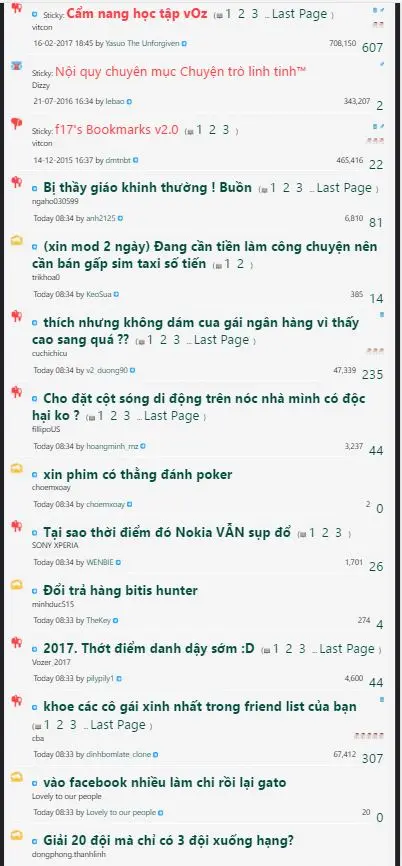 Sticky: Cẩm nang học tập vOz ( 1 2 3 ... Last Page )
vitcon
16-02-2017 18:45 by Yasuo The Unforgiven 708,150 607
Sticky: Nội quy chuyên mục Chuyện trò linh tinh™
Dizzy
21-07-2016 16:34 by lebao 343,207 2
Sticky: f17's Bookmarks v2.0 ( 1 2 3 )
vitcon
14-12-2015 16:37 by dmtnbt 465,416 22
Bị thầy giáo khinh thường ! Buồn ( 1 2 3 ... Last Page )
ngaho030599
Today 08:34 by anh2125 6,810 81
(xin mod 2 ngày) Đang cần tiền làm công chuyện nên
cần bán gấp sim taxi số tiến ( 1 2 )
trikhoa0
Today 08:34 by KeoSua 385 14
thích nhưng không dám cua gái ngân hàng vì thấy
cao sang quá ?? ( 1 2 3 ... Last Page )
cuchichicu
Today 08:34 by v2_duong90 47,339 235
Cho đặt cột sóng di động trên nóc nhà mình có độc
hại ko ? ( 1 2 3 ... Last Page )
fillipoUS
Today 08:34 by hoangminh_mz 3,237 44
xin phim có thằng đánh poker
choemxoay
Today 08:34 by choemxoay 2 0
Tại sao thời điểm đó Nokia VẪN sụp đổ ( 1 2 3 )
SONY XPERIA
Today 08:34 by WENBIE 1,701 26
Đổi trả hàng bitis hunter
minhduc515
Today 08:33 by TheKey 274 4
2017. Thớt điểm danh dậy sớm :D ( 1 2 3 ... Last Page )
Vozer_2017
Today 08:33 by pilypily1 4,600 44
khoe các cô gái xinh nhất trong friend list của bạn
( 1 2 3 ... Last Page )
cba
Today 08:33 by dinhbomlate_clone 67,412 307
vào facebook nhiều làm chi rồi lại gato
Lovely to our people
Today 08:33 by Lovely to our people 20 0
Giải 20 đội mà chỉ có 3 đội xuống hạng?
dongphong.thanhlinh